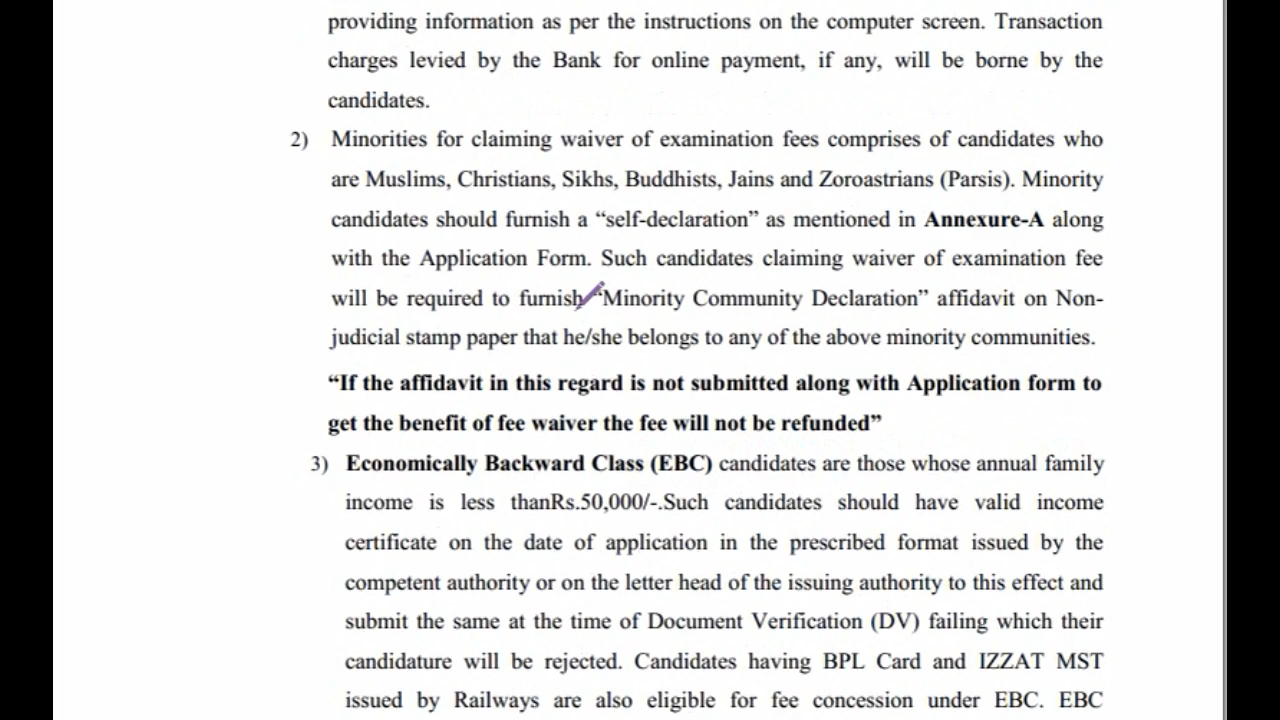 providing information as per the instructions on the computer screen. Transaction
charges levied by the Bank for online payment, if any, will be borne by the
candidates.
2) Minorities for claiming waiver of examination fees comprises of candidates who
are Muslims, Christians, Sikhs, Buddhists, Jains and Zoroastrians (Parsis). Minority
candidates should furnish a “self-declaration” as mentioned in Annexure-A along
with the Application Form. Such candidates claiming waiver of examination fee
will be required to furnish “Minority Community Declaration” affidavit on Non-
judicial stamp paper that he/she belongs to any of the above minority communities.
“If the affidavit in this regard is not submitted along with Application form to
get the benefit of fee waiver the fee will not be refunded”
3) Economically Backward Class (EBC) candidates are those whose annual family
income is less thanRs.50,000/-.Such candidates should have valid income
certificate on the date of application in the prescribed format issued by the
competent authority or on the letter head of the issuing authority to this effect and
submit the same at the time of Document Verification (DV) failing which their
candidature will be rejected. Candidates having BPL Card and IZZAT MST
issued by Railways are also eligible for fee concession under EBC. EBC